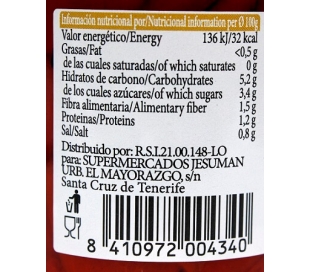 Información nutricional por/Nutricional information per Ø 100g
Valor energético/Energy 136 kJ/32 kcal
Grasas/Fat <0,5 g
de las cuales saturadas/of which saturates 0 g
Hidratos de carbono/Carbohydrates 5,2 g
de los cuales azúcares/of which sugars 3,4 g
Fibra alimentaria/Alimentary fiber 1,5 g
Proteinas/Proteins 1,2 g
Sal/Salt 0,8 g
Distribuido por: R.S.I.21.00.148-LO
para: SUPERMERCADOS JESUMAN
URB. EL MAYORAZGO, s/n
Santa Cruz de Tenerife
8 410972 004340